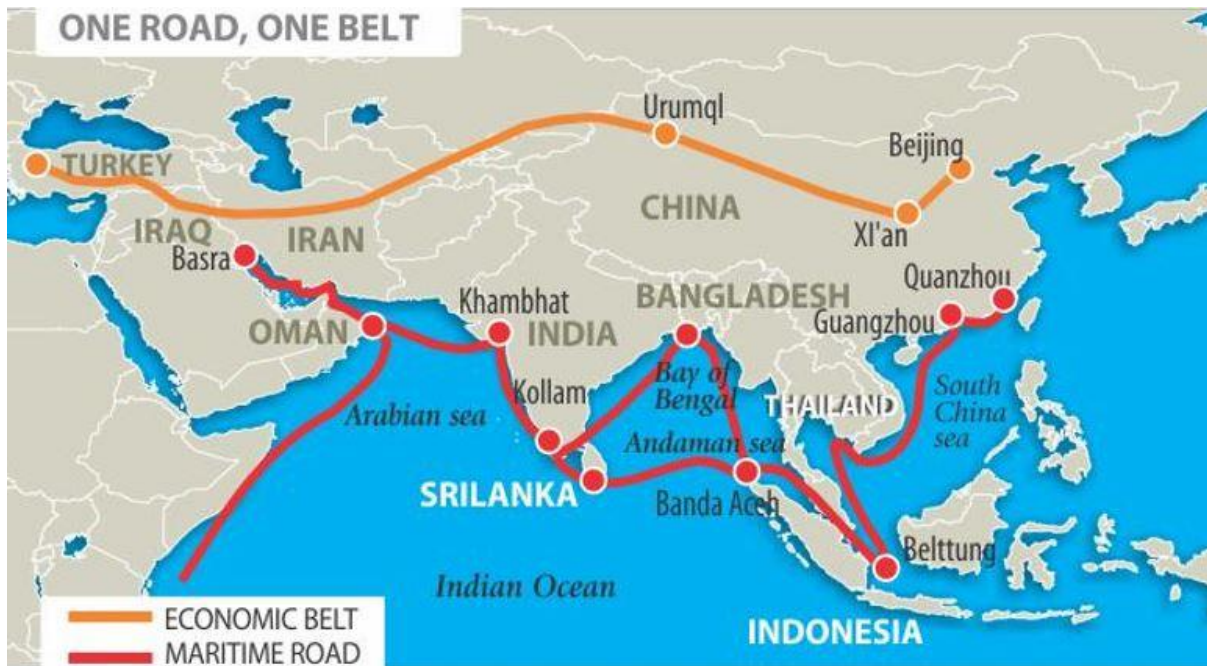 ONE ROAD, ONE BELT
Urumql
Beijing
TURKEY
CHINA
IRAQ
IRAN
XI'an
Basra
Quanzhou
Khambhat
BANGLADESH
Guangzhou
OMAN
INDIA
Kollam
Bay of
Bengal
THAILAND
South
China
sea
Arabian sea
Andaman sea
SRILANKA
Banda Aceh
Belttung
Indian Ocean
INDONESIA
ECONOMIC BELT
MARITIME ROAD